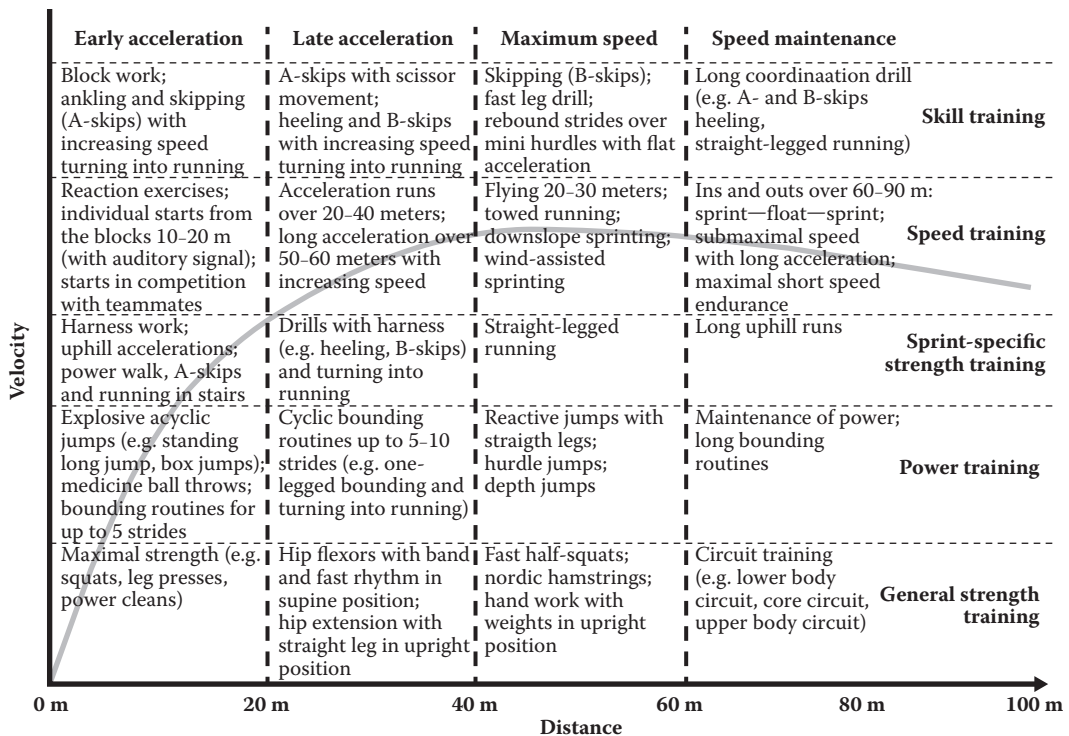 Early acceleration
Late acceleration
Maximum speed
Speed maintenance
Block work;
ankling and skipping
(A-skips) with
increasing speed
turning into running
A-skips with scissor
movement;
heeling and B-skips
with increasing speed
turning into running
Skipping (B-skips);
fast leg drill;
rebound strides over
mini hurdles with flat
acceleration
Long coordinaation drill
(e.g. A- and B-skips
heeling,
straight-legged running)
Skill training
Reaction exercises;
individual starts from
the blocks 10–20 m
(with auditory signal);
starts in competition
with teammates
Acceleration runs
over 20–40 meters;
long acceleration over
50–60 meters with
increasing speed
Flying 20–30 meters;
towed running;
downslope sprinting;
wind-assisted
sprinting
Ins and outs over 60–90 m:
sprint—float—sprint;
submaximal speed
with long acceleration;
maximal short speed
endurance
Speed training
Harness work;
uphill accelerations;
power walk, A-skips
and running in stairs
Drills with harness
(e.g. heeling, B-skips)
and turning into
running
Straight-legged
running
Long uphill runs
Sprint-specific
strength training
Explosive acyclic
jumps (e.g. standing
long jump, box jumps);
medicine ball throws;
bounding routines for
up to 5 strides
Cyclic bounding
routines up to 5–10
strides (e.g. one-
legged bounding and
turning into running)
Reactive jumps with
straigth legs;
hurdle jumps;
depth jumps
Maintenance of power;
long bounding
routines
Power training
Maximal strength (e.g.
squats, leg presses,
power cleans)
Hip flexors with band
and fast rhythm in
supine position;
hip extension with
straight leg in upright
position
Fast half-squats;
nordic hamstrings;
hand work with
weights in upright
position
Circuit training
(e.g. lower body
circuit, core circuit,
upper body circuit)
General strength
training
Velocity
0 m
20 m
40 m
60 m
80 m
100 m
Distance